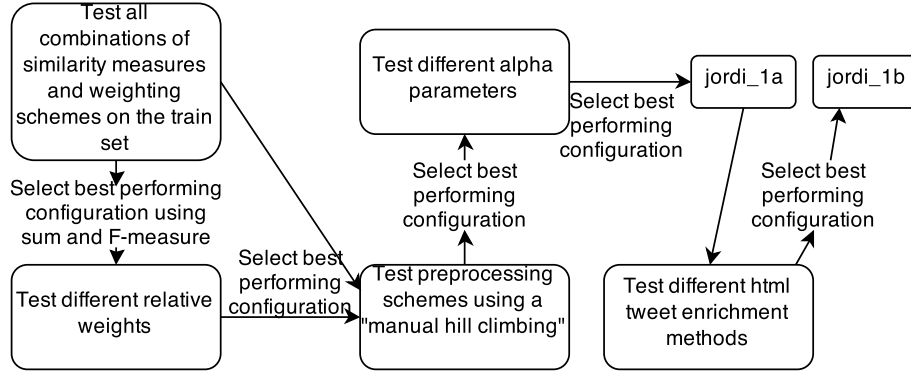 Test all
combinations of
similarity measures
and weighting
schemes on the train
set
Select best performing
configuration using
sum and F-measure
Test different relative
weights
Select best
performing
configuration
Test preprocessing
schemes using a
"manual hill climbing"
Select best
performing
configuration
Test different alpha
parameters
Select best
performing
configuration
jordi_1a
Test different html
tweet enrichment
methods
Select best
performing
configuration
jordi_1b